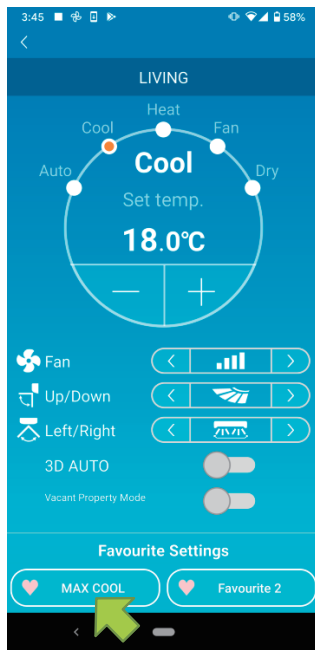 3:45 58%
LIVING
Heat
Cool Fan
Auto Cool Dry
Set temp.
18.0°C
Fan
Up/Down
Left/Right
3D AUTO
Vacant Property Mode
Favourite Settings
MAX COOL Favourite 2